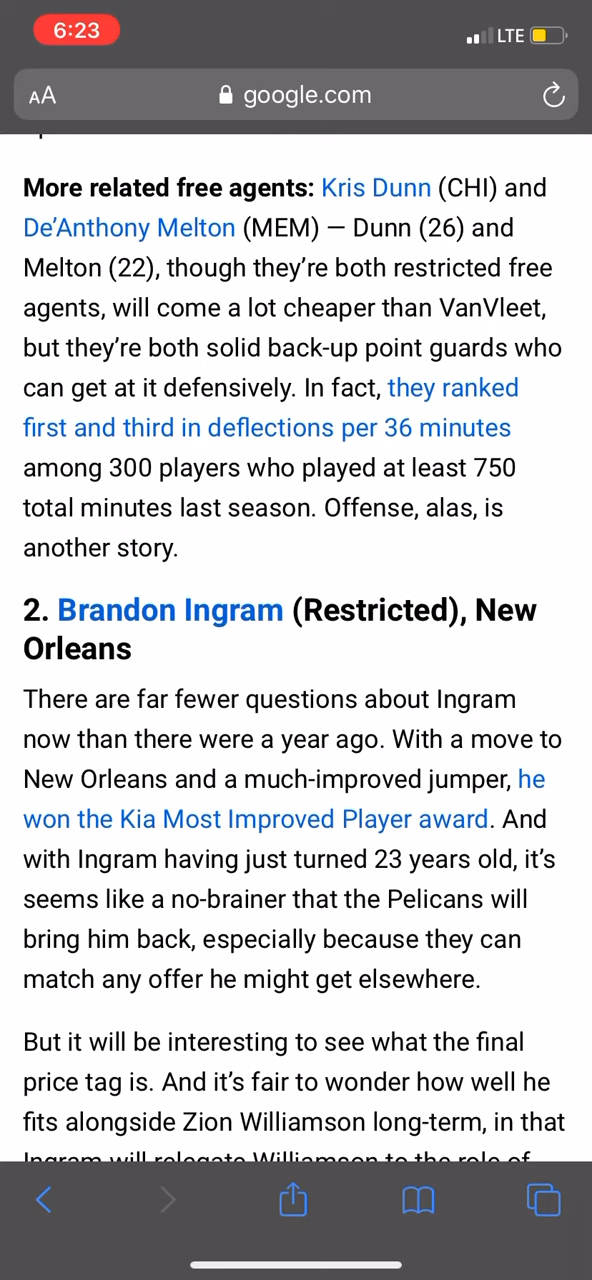 6:23
LTE
AA
google.com
More related free agents: Kris Dunn (CHI) and
De’Anthony Melton (MEM) — Dunn (26) and
Melton (22), though they’re both restricted free
agents, will come a lot cheaper than VanVleet,
but they’re both solid back-up point guards who
can get at it defensively. In fact, they ranked
first and third in deflections per 36 minutes
among 300 players who played at least 750
total minutes last season. Offense, alas, is
another story.
2. Brandon Ingram (Restricted), New
Orleans
There are far fewer questions about Ingram
now than there were a year ago. With a move to
New Orleans and a much-improved jumper, he
won the Kia Most Improved Player award. And
with Ingram having just turned 23 years old, it’s
seems like a no-brainer that the Pelicans will
bring him back, especially because they can
match any offer he might get elsewhere.
But it will be interesting to see what the final
price tag is. And it’s fair to wonder how well he
fits alongside Zion Williamson long-term, in that
Ingram will relegate Williamson to the role of